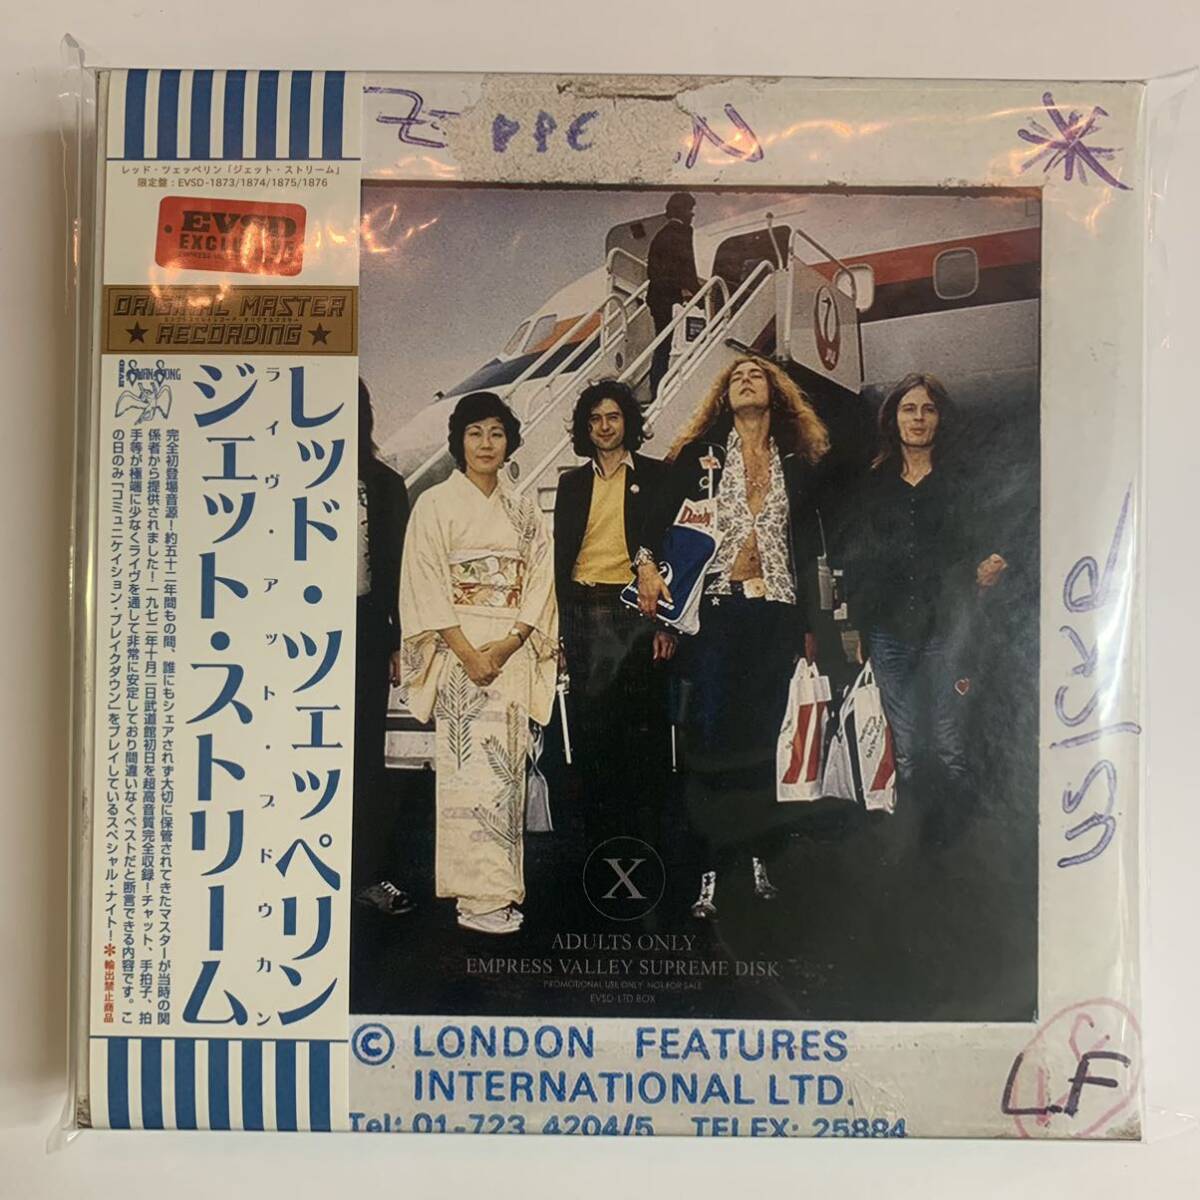 レッド・ツェッペリン「ジェット・ストリーム」
限定盤：EVSD-1873/1874/1875/1876
EVSD
EXCLUSIVE
ORIGINAL MASTER
★ RECORDING ★
SWAN SONG
レッド・ツェッペリン
ライヴ・アット・ブドウカン
ジェット・ストリーム
完全初登場音源！約五十二年間もの間、誰にもシェアされず大切に保管されてきたマスターが当時の関
係者から提供されました！一九七二年十月二日武道館初日を超高音質完全収録！チャット、手拍子、拍
手等が極端に少なくライヴを通して非常に安定しており間違いなくベストだと断言できる内容です。こ
の日のみ「コミュニケイション・ブレイクダウン」をプレイしているスペシャル・ナイト！＊輸出禁止商品
Z PPE N
X
ADULTS ONLY
EMPRESS VALLEY SUPREME DISK
PROMOTIONAL USE ONLY. NOT FOR SALE
EVSD-LTD BOX
© LONDON FEATURES
INTERNATIONAL LTD.
Tel: 01-723 4204/5 TELEX: 25884
LF